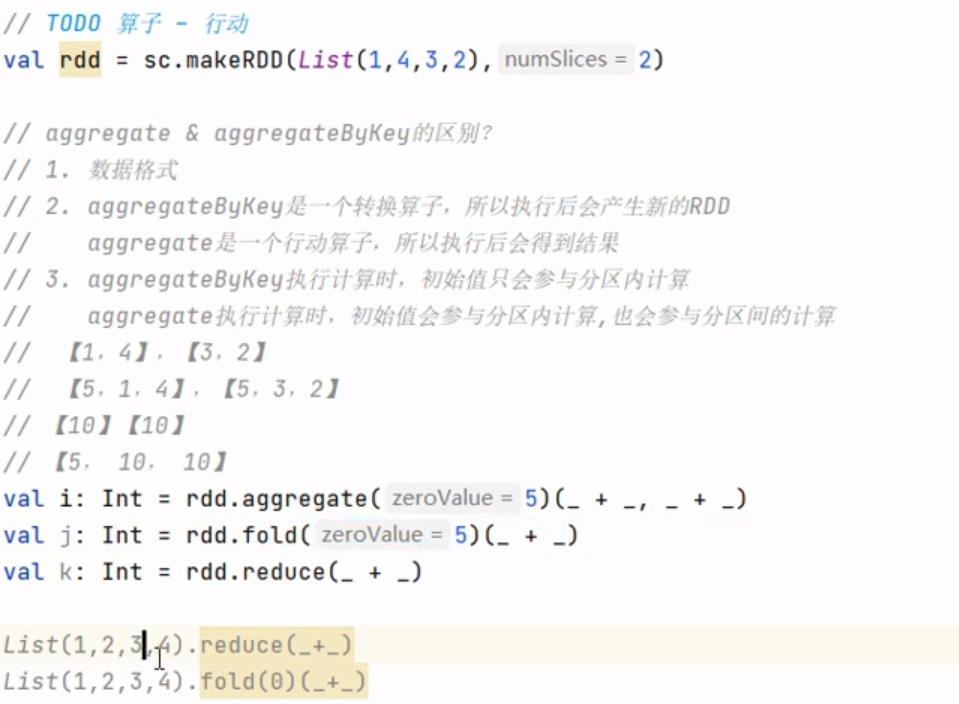 // TODO 算子 - 行动
val rdd = sc.makeRDD(List(1,4,3,2), numSlices = 2)
// aggregate & aggregateByKey的区别?
// 1. 数据格式
// 2. aggregateByKey是一个转换算子，所以执行后会产生新的RDD
//    aggregate是一个行动算子，所以执行后会得到结果
// 3. aggregateByKey执行计算时，初始值只会参与分区内计算
//    aggregate执行计算时，初始值会参与分区内计算,也会参与分区间的计算
//  【1，4】，【3，2】
//  【5，1，4】，【5，3，2】
// 【10】【10】
// 【5， 10， 10】
val i: Int = rdd.aggregate( zeroValue = 5)(_ + _, _ + _)
val j: Int = rdd.fold( zeroValue = 5)(_ + _)
val k: Int = rdd.reduce(_ + _)
List(1,2,3,4).reduce(_+_)
List(1,2,3,4).fold(0)(_+_)